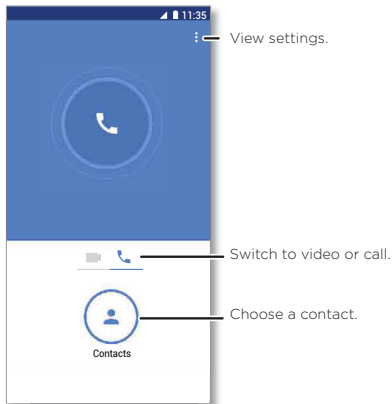 11:35
View settings.
Switch to video or call.
Choose a contact.
Contacts